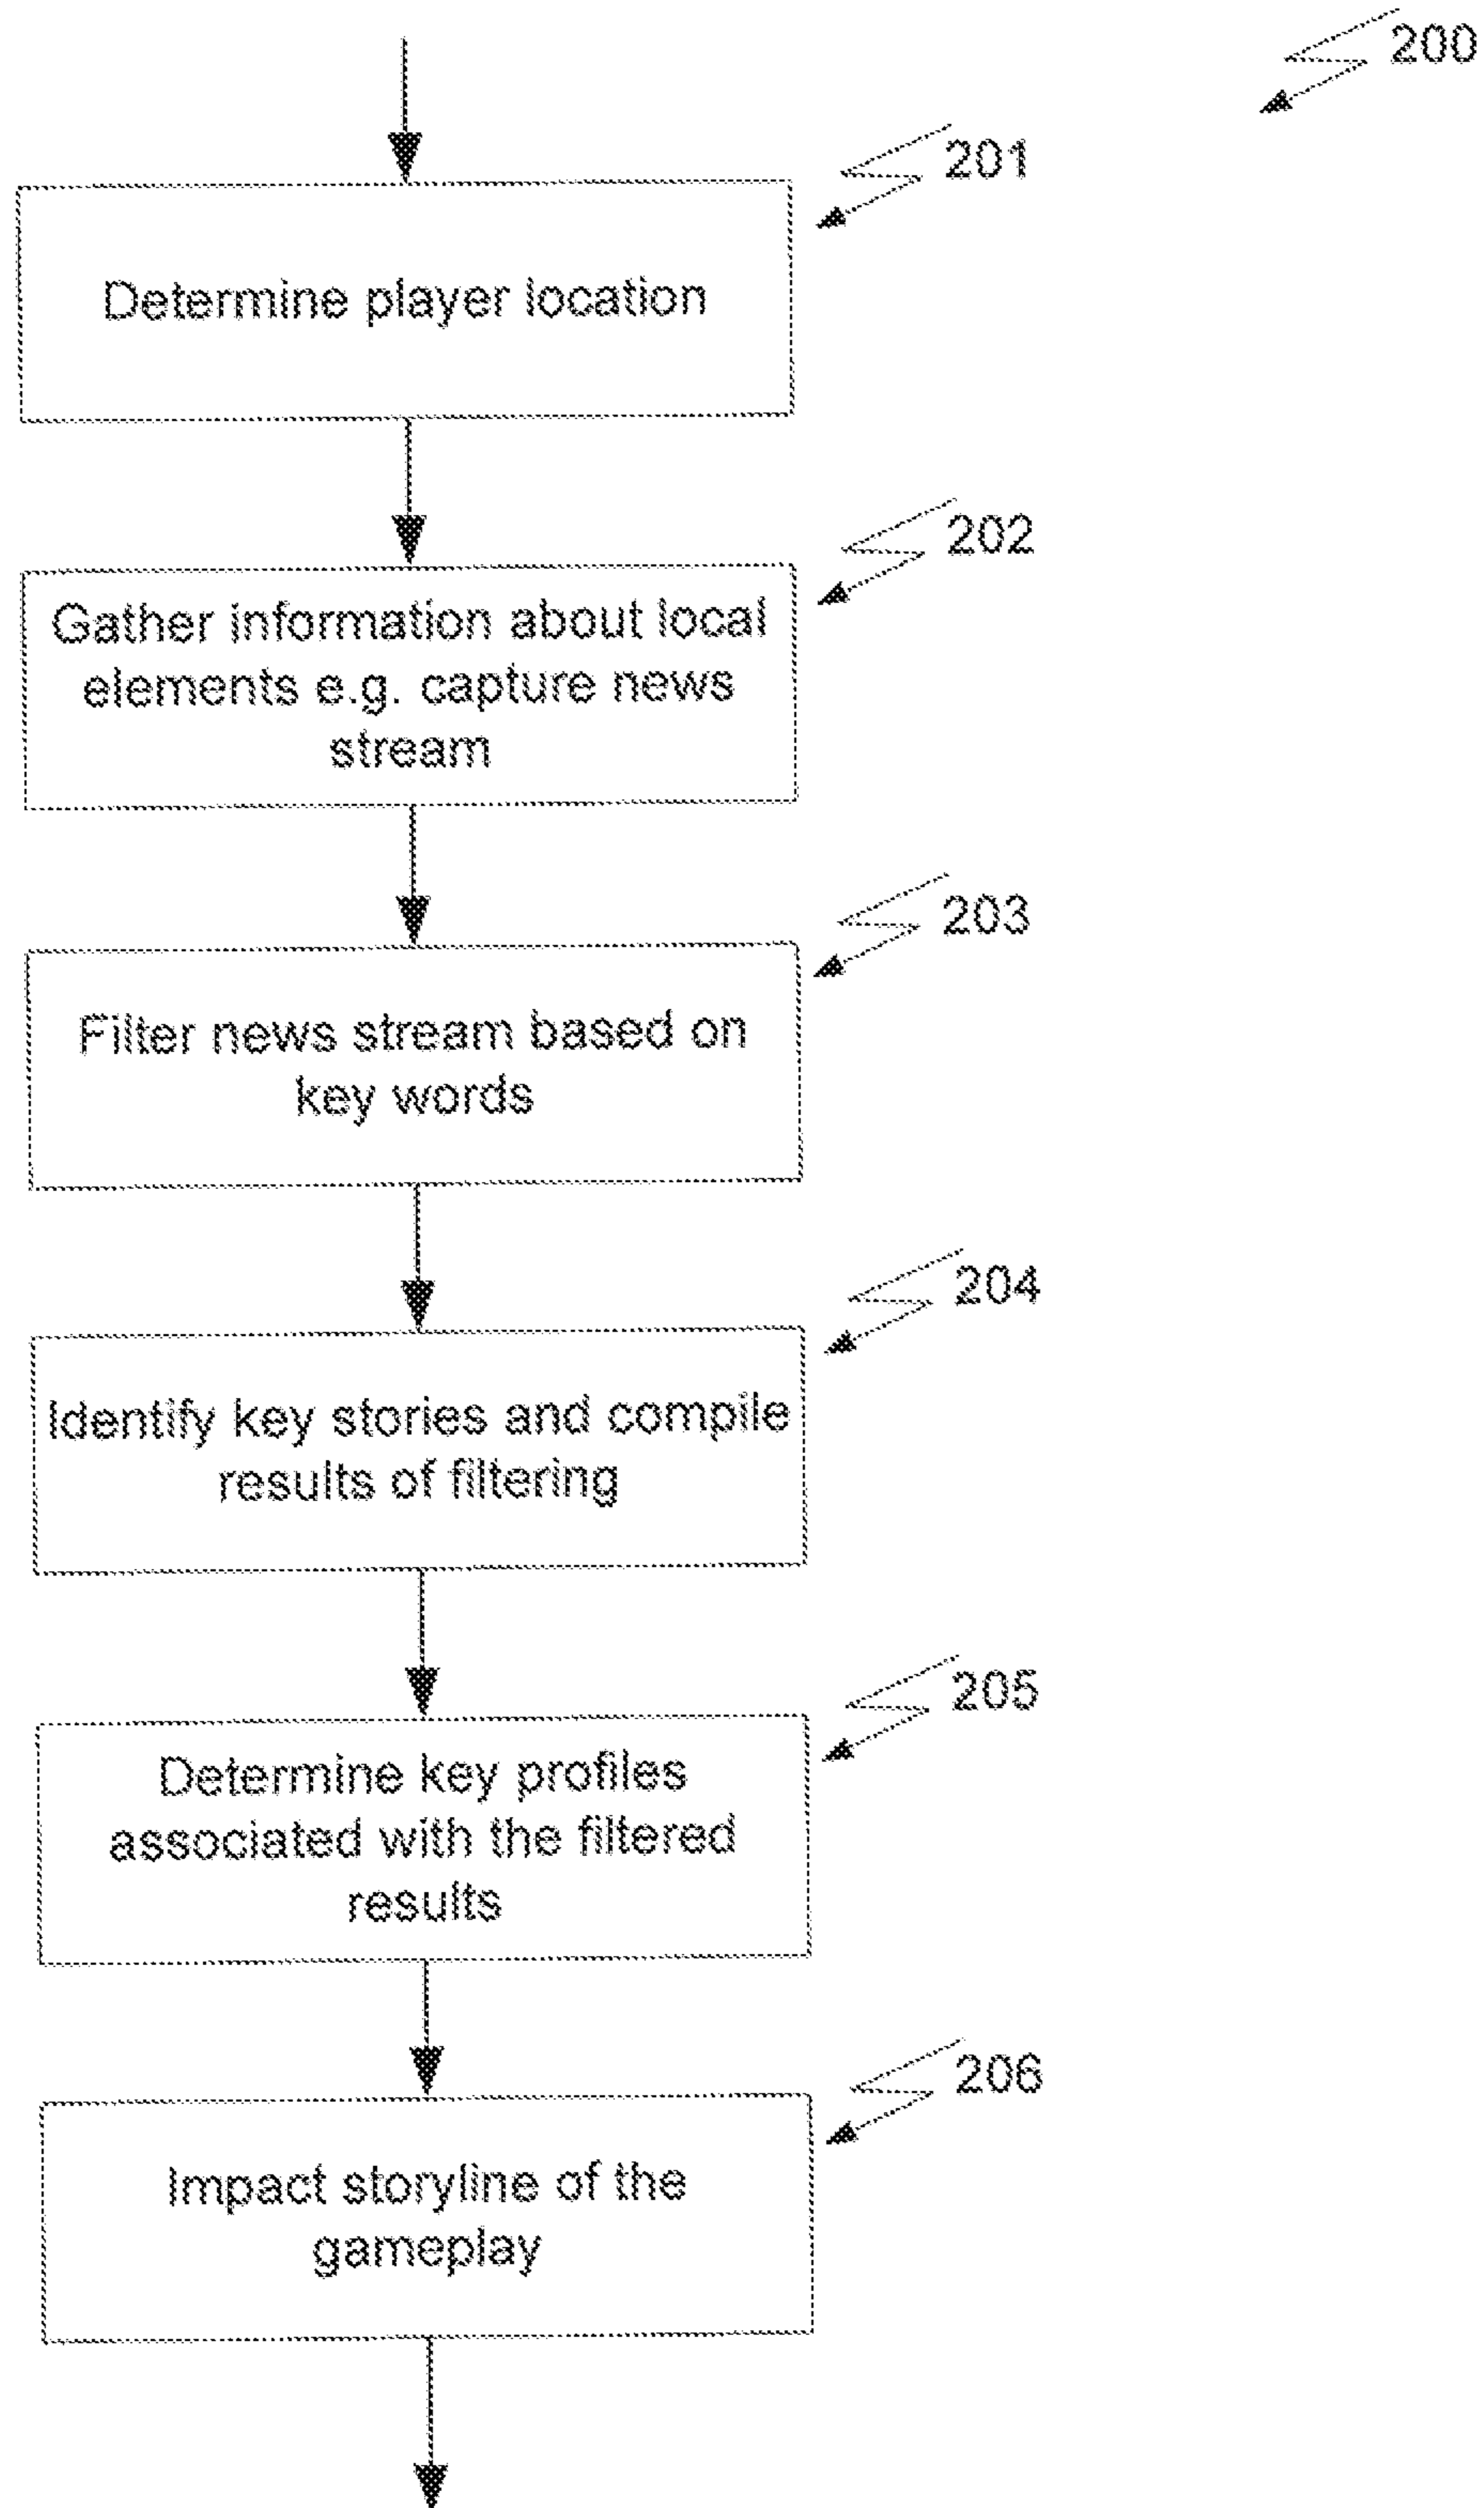 200
201
Determine player location
202
Gather information about local
elements e.g. capture news
stream
203
Filter news stream based on
key words
204
Identify key stories and compile
results of filtering
205
Determine key profiles
associated with the filtered
results
206
Impact storyline of the
gameplay